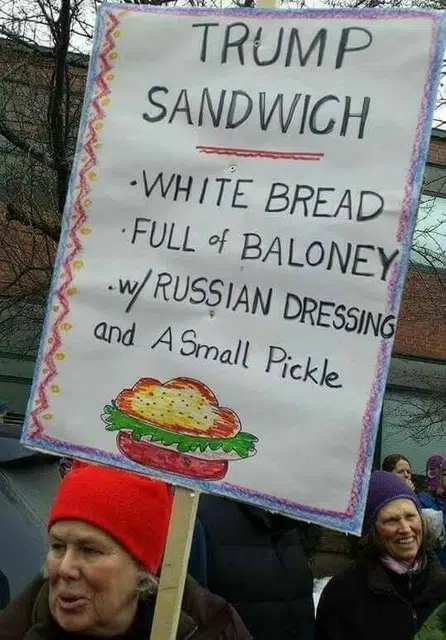 TRUMP
SANDWICH
•WHITE BREAD
•FULL of BALONEY
•w/ RUSSIAN DRESSING
and A Small Pickle